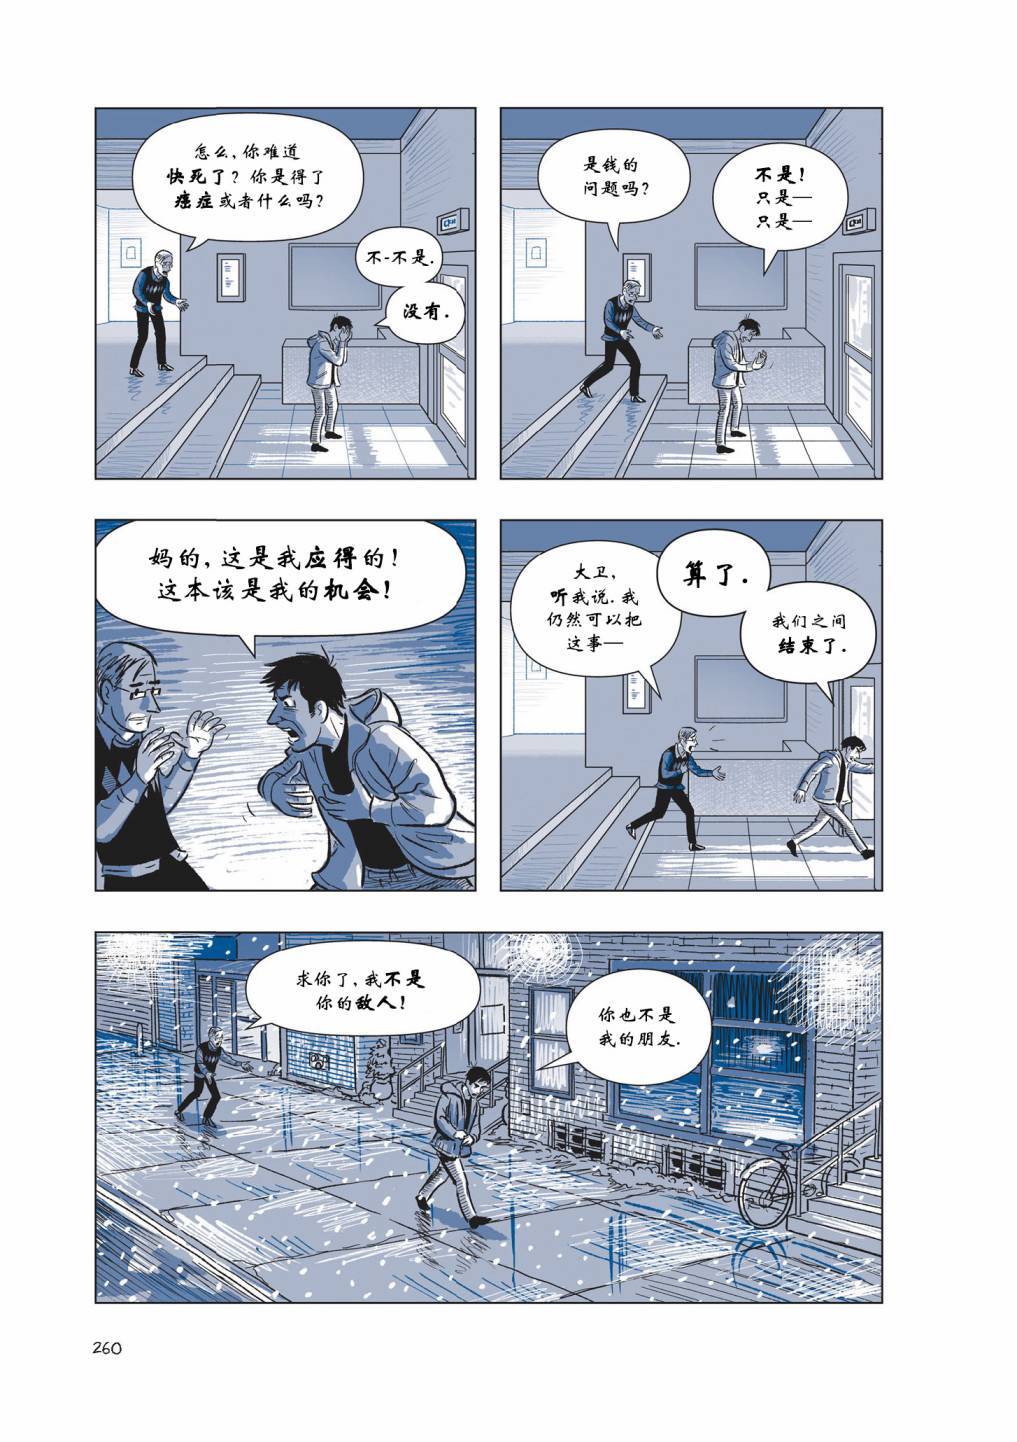 怎么，你难道
快死了？你是得了
癌症或者什么吗？
不-不是.
没有.
是钱的
问题吗？
不是！
只是—
只是—
妈的，这是我应得的！
这本该是我的机会！
大卫，
听我说.我
仍然可以把
这事—
算了.
我们之间
结束了.
求你了，我不是
你的敌人！
你也不是
我的朋友.
260